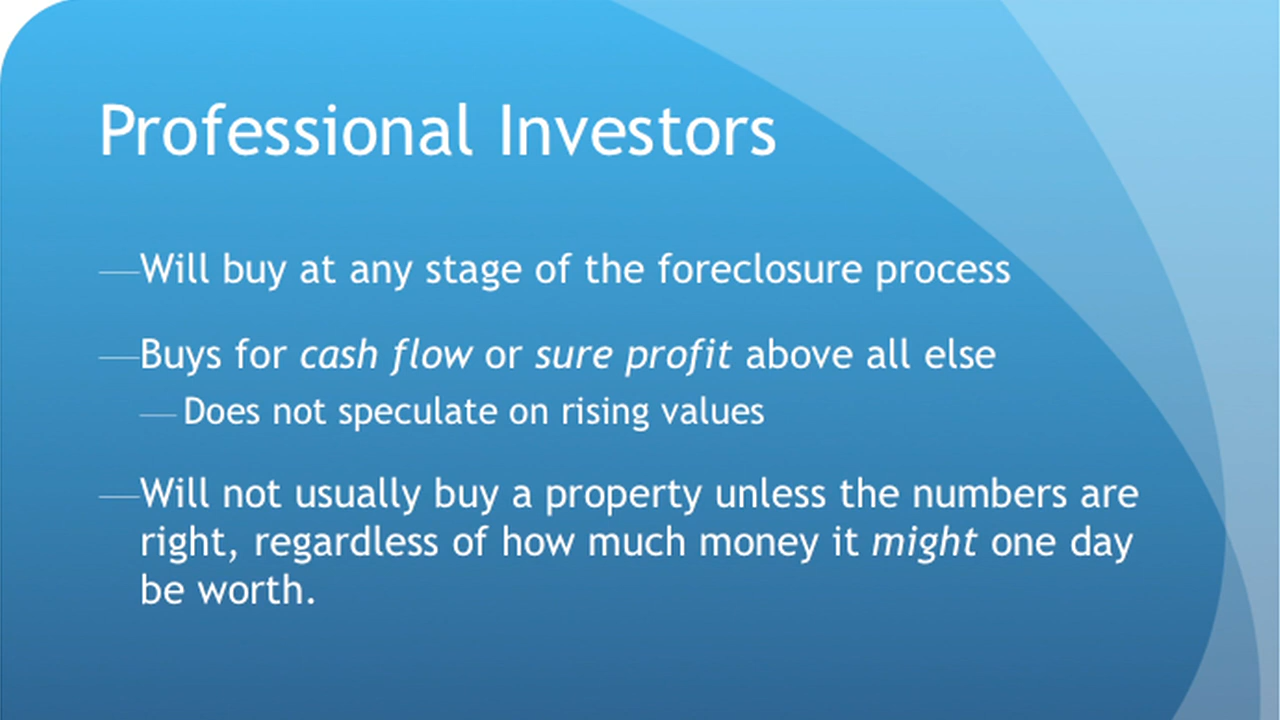 Professional Investors
—Will buy at any stage of the foreclosure process
—Buys for cash flow or sure profit above all else
— Does not speculate on rising values
—Will not usually buy a property unless the numbers are
right, regardless of how much money it might one day
be worth.